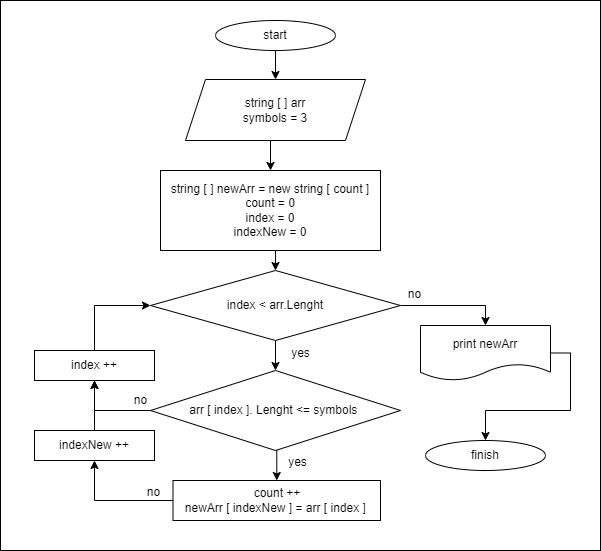 start
string [ ] arr
symbols = 3
string [ ] newArr = new string [ count ]
count = 0
index = 0
indexNew = 0
index < arr.Lenght
no
yes
print newArr
index ++
no
arr [ index ]. Lenght <= symbols
indexNew ++
yes
finish
no
count ++
newArr [ indexNew ] = arr [ index ]